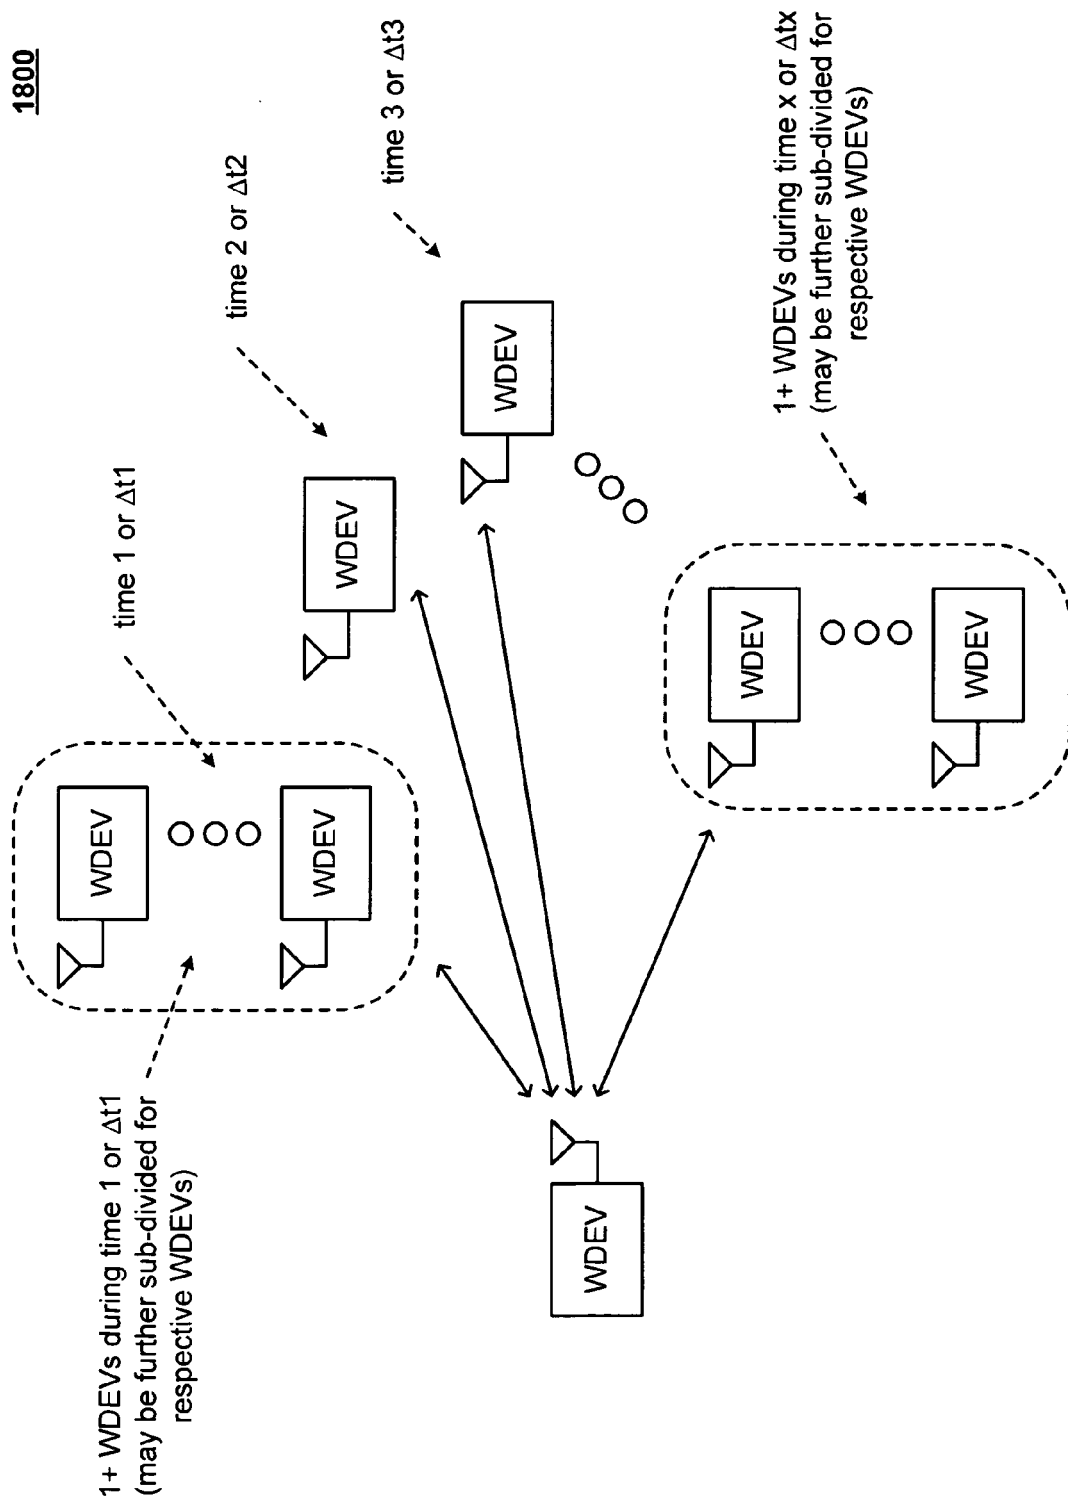 1800
time 1 or Δt1
time 2 or Δt2
time 3 or Δt3
1+ WDEVs during time 1 or Δt1
(may be further sub-divided for
respective WDEVs)
WDEV
WDEV
WDEV
WDEV
WDEV
WDEV
WDEV
1+ WDEVs during time x or Δtx
(may be further sub-divided for
respective WDEVs)